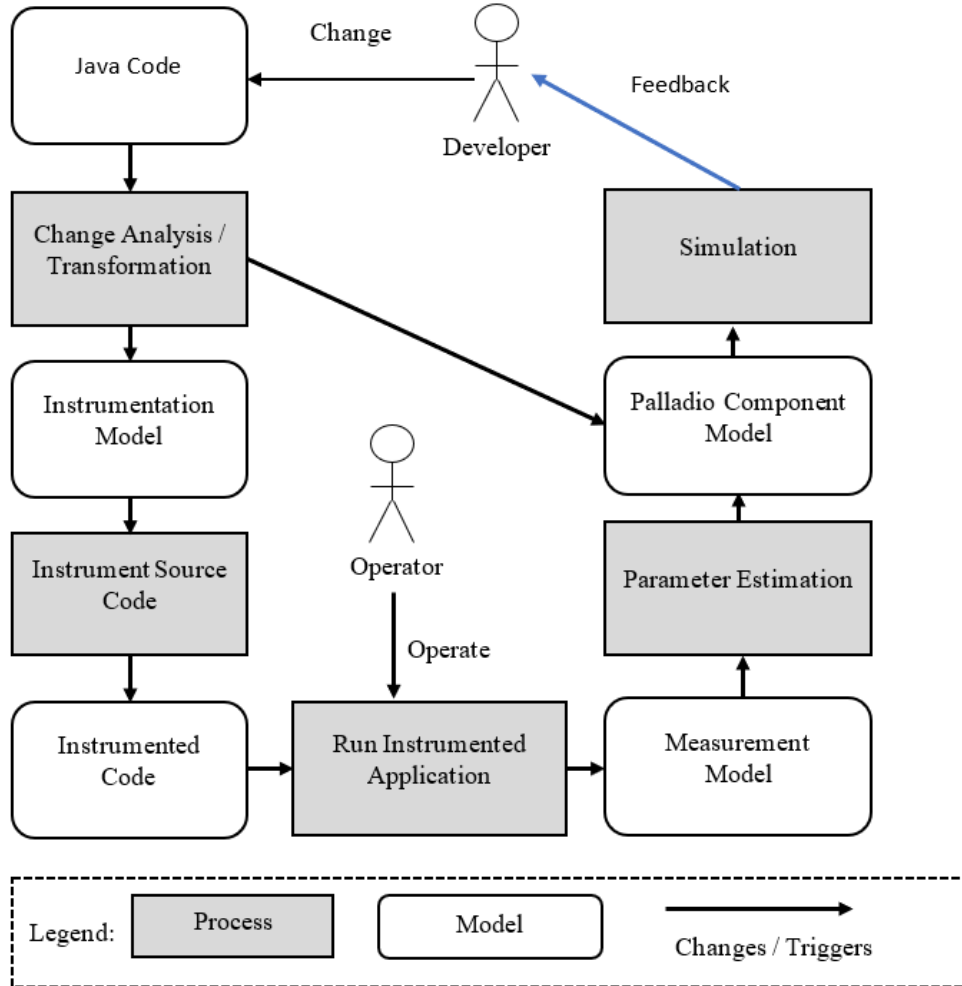 Change
Java Code
Feedback
Developer
Change Analysis /
Transformation
Simulation
Instrumentation
Model
Palladio Component
Model
Operator
Instrument Source
Code
Parameter Estimation
Operate
Instrumented
Code
Run Instrumented
Application
Measurement
Model
Legend:
Process
Model
Changes / Triggers